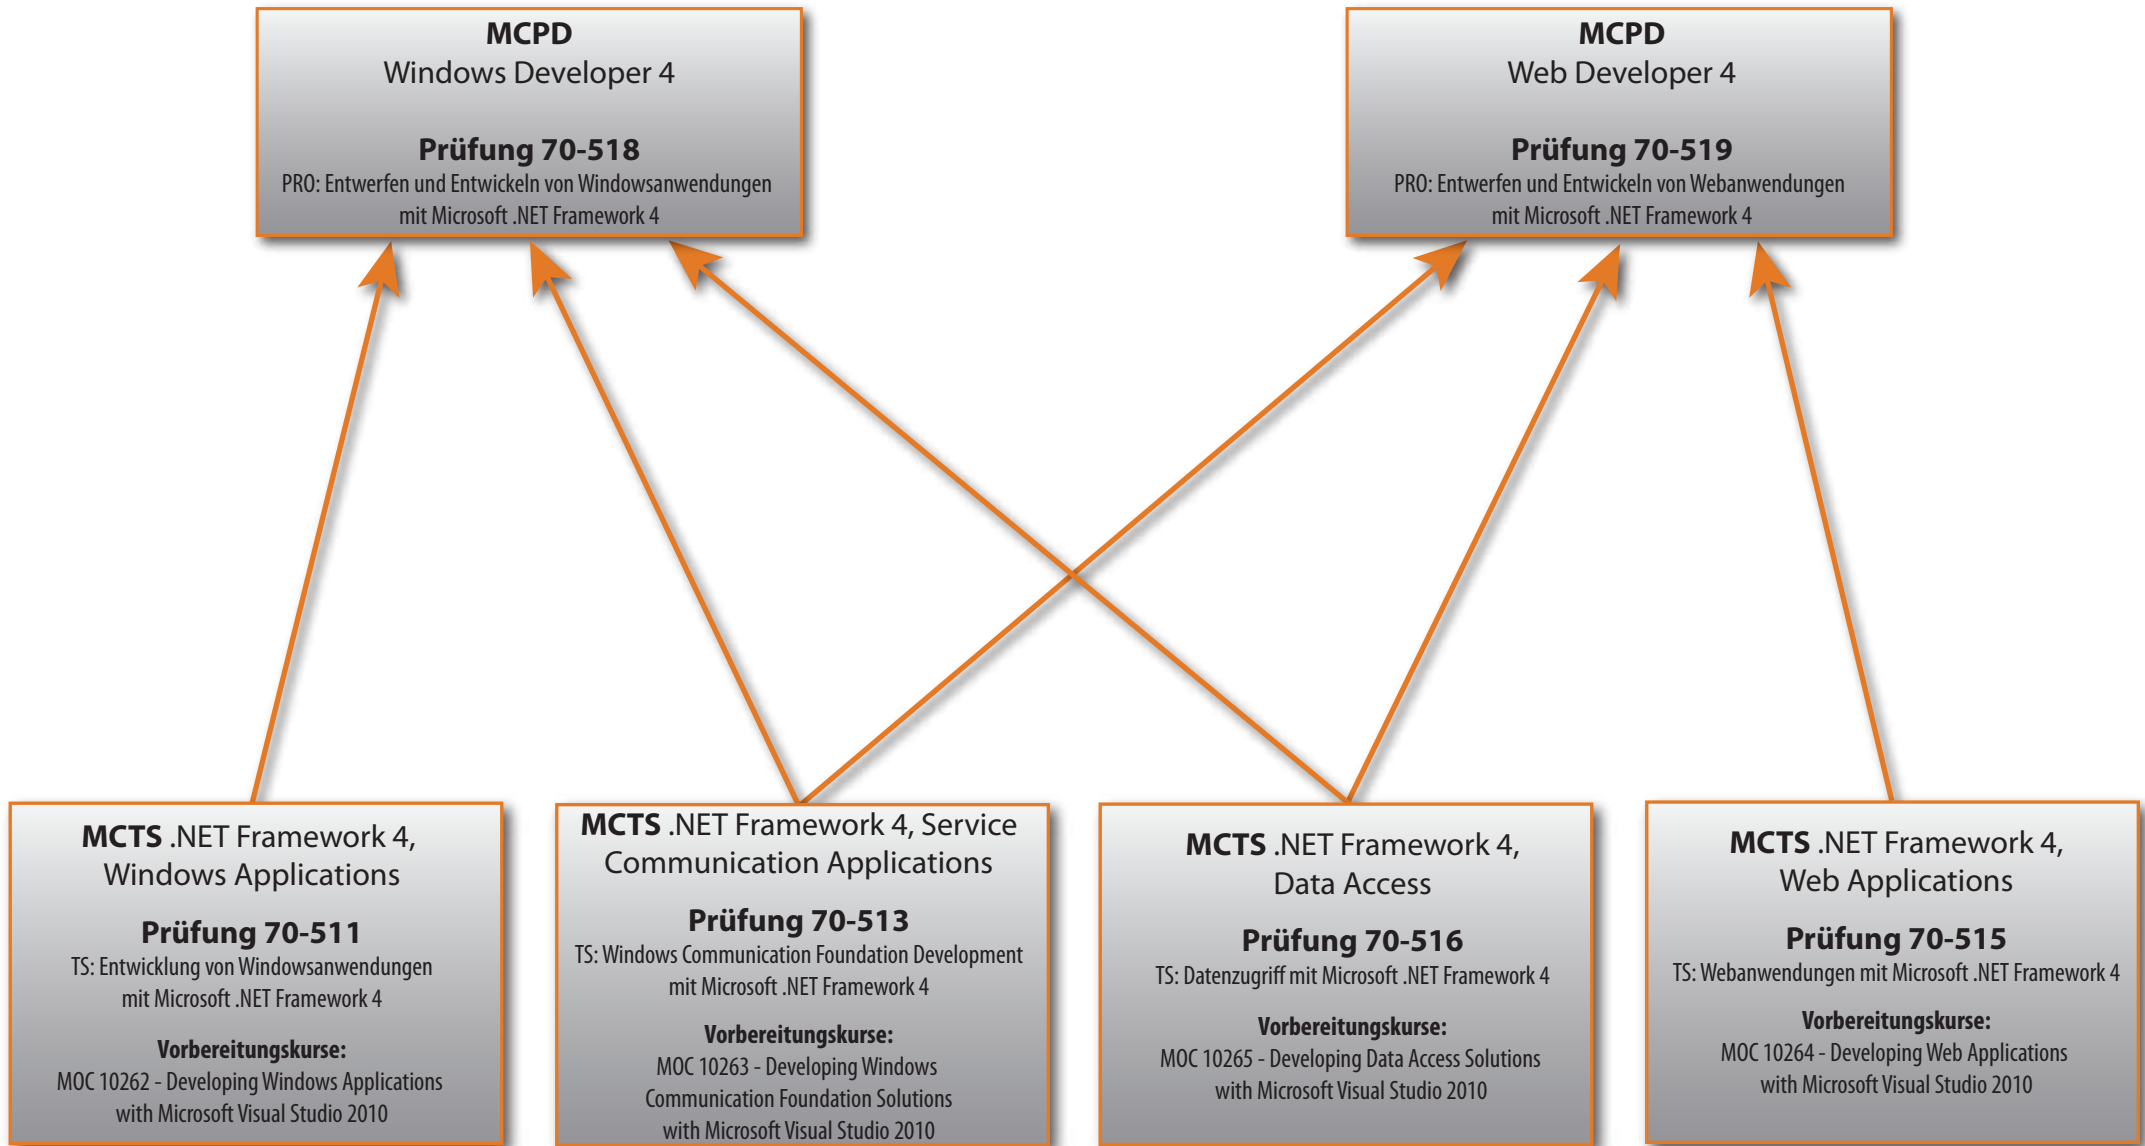 MCPD
Windows Developer 4
Prüfung 70-518
PRO: Entwerfen und Entwickeln von Windowsanwendungen
mit Microsoft .NET Framework 4
MCPD
Web Developer 4
Prüfung 70-519
PRO: Entwerfen und Entwickeln von Webanwendungen
mit Microsoft .NET Framework 4
MCTS .NET Framework 4,
Windows Applications
Prüfung 70-511
TS: Entwicklung von Windowsanwendungen
mit Microsoft .NET Framework 4
Vorbereitungskurse:
MOC 10262 - Developing Windows Applications
with Microsoft Visual Studio 2010
MCTS .NET Framework 4, Service
Communication Applications
Prüfung 70-513
TS: Windows Communication Foundation Development
mit Microsoft .NET Framework 4
Vorbereitungskurse:
MOC 10263 - Developing Windows
Communication Foundation Solutions
with Microsoft Visual Studio 2010
MCTS .NET Framework 4,
Data Access
Prüfung 70-516
TS: Datenzugriff mit Microsoft .NET Framework 4
Vorbereitungskurse:
MOC 10265 - Developing Data Access Solutions
with Microsoft Visual Studio 2010
MCTS .NET Framework 4,
Web Applications
Prüfung 70-515
TS: Webanwendungen mit Microsoft .NET Framework 4
Vorbereitungskurse:
MOC 10264 - Developing Web Applications
with Microsoft Visual Studio 2010